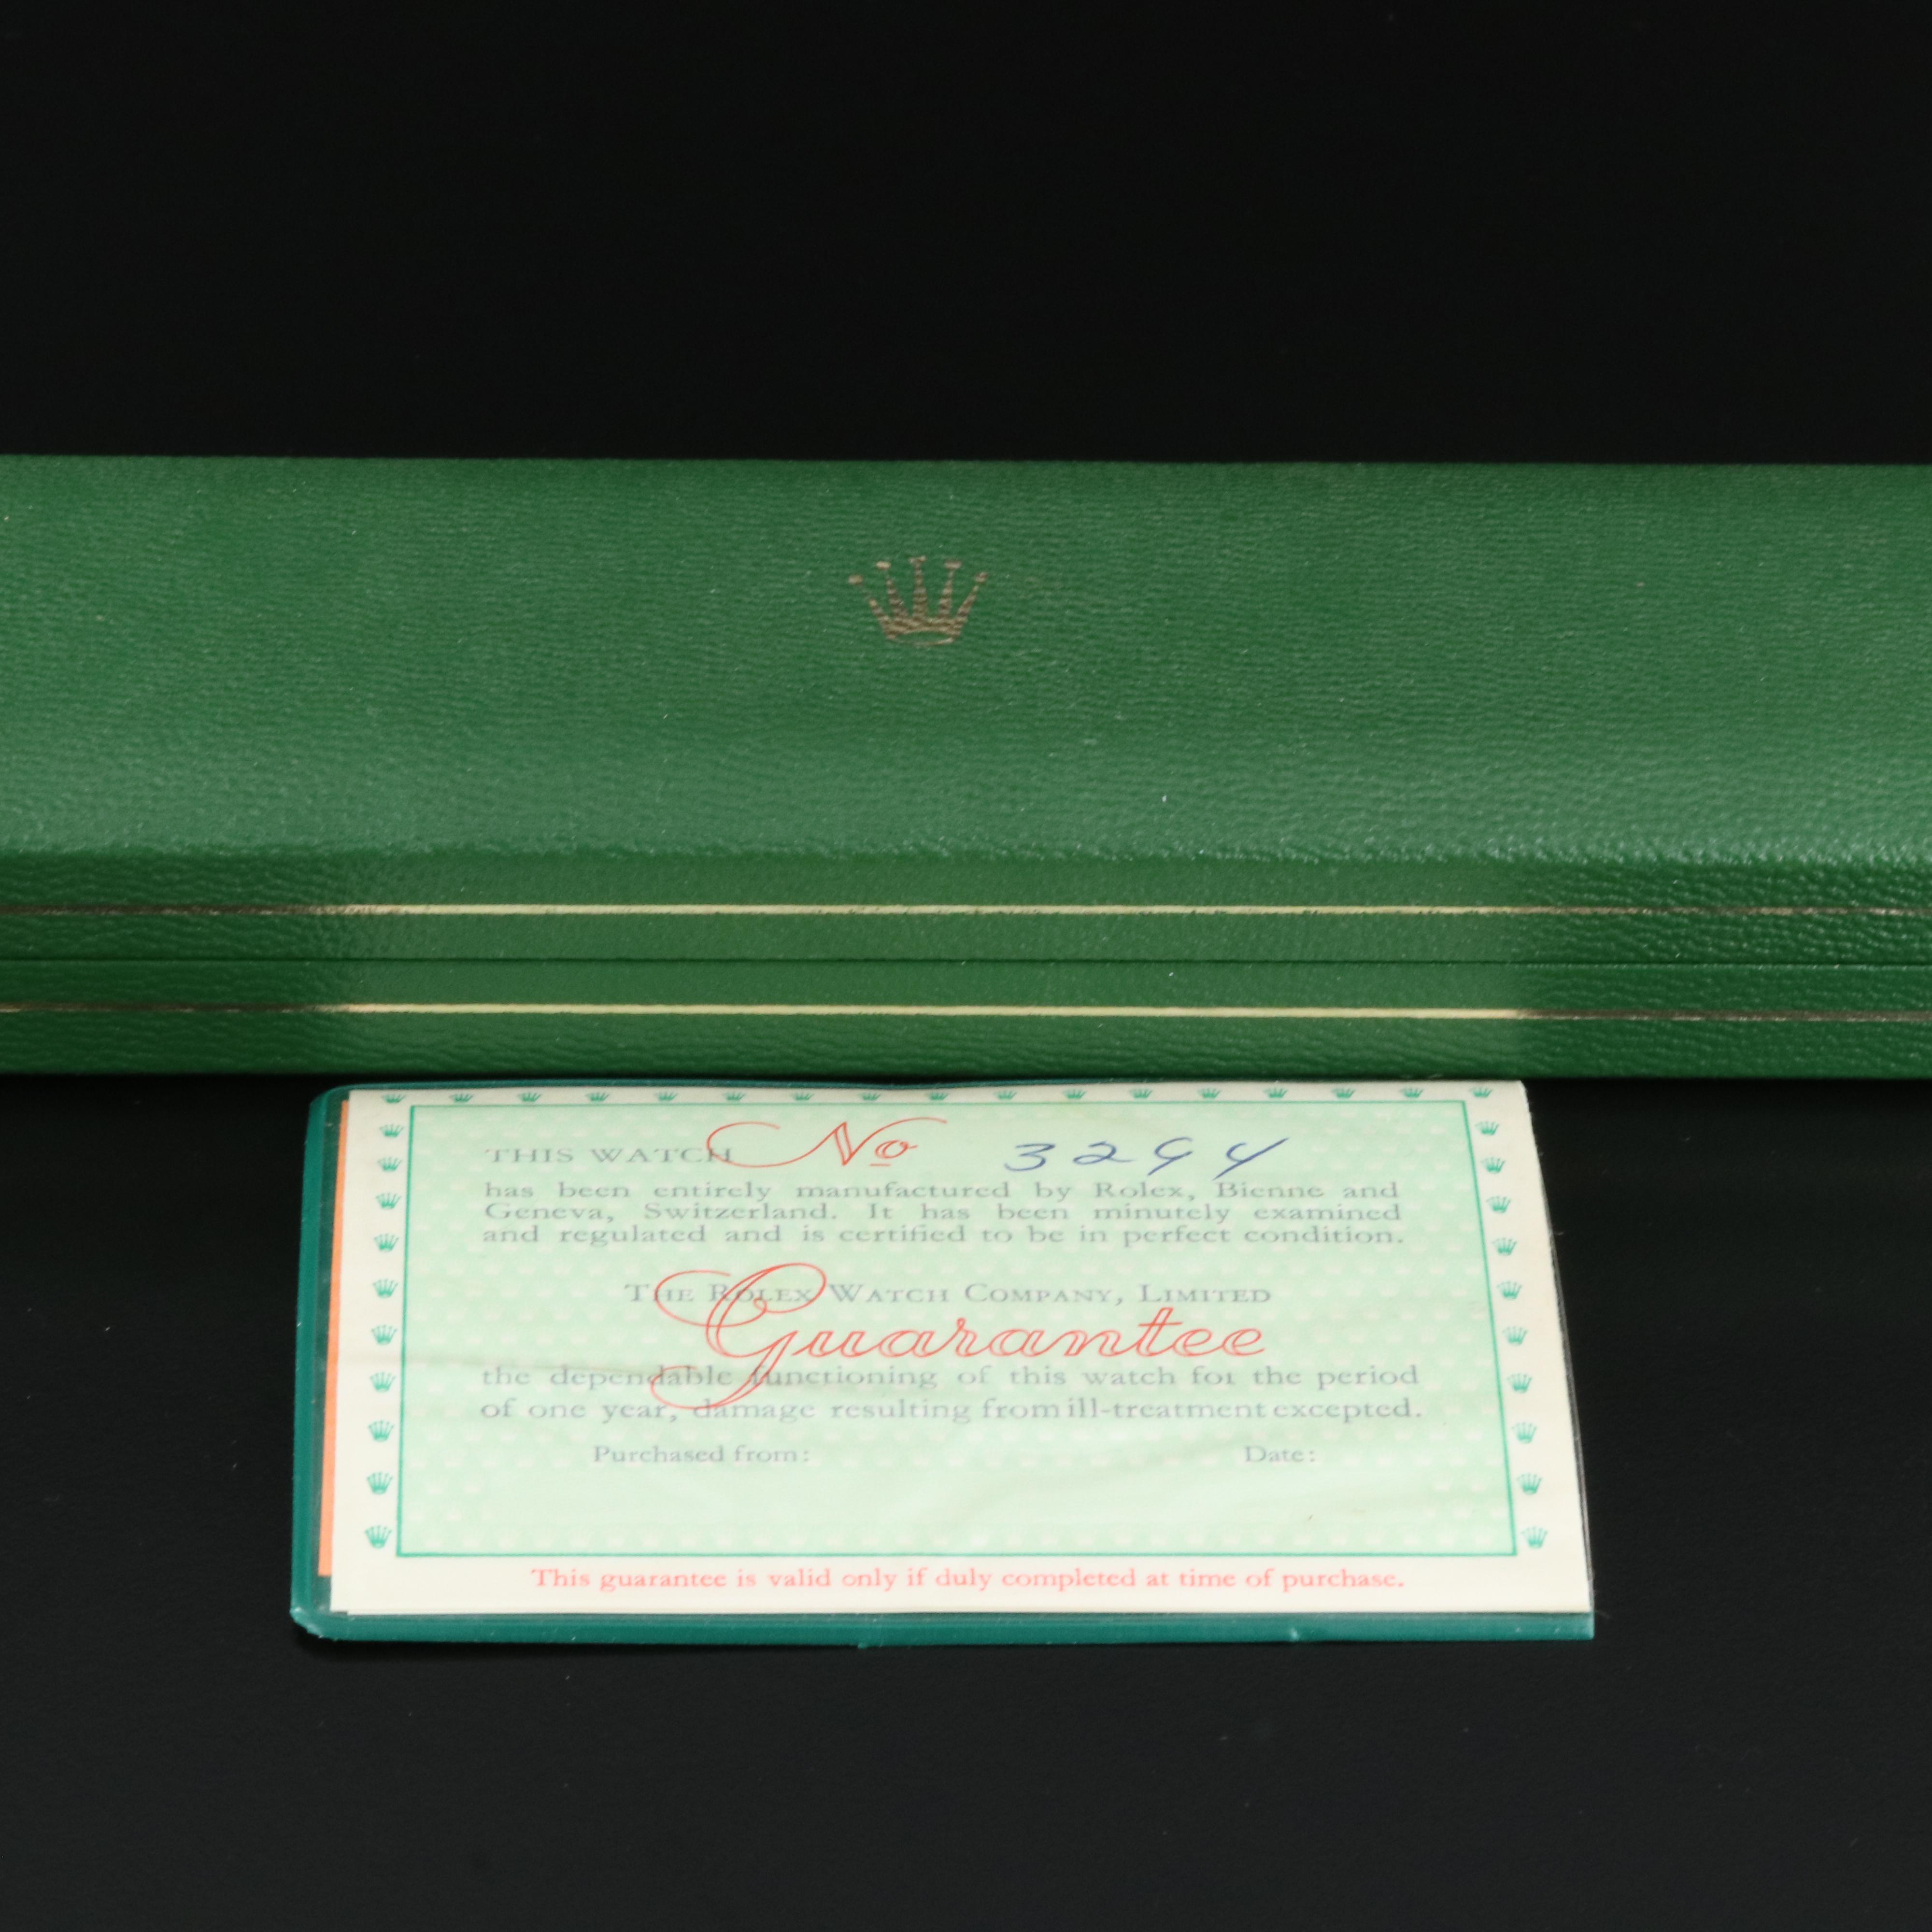 THIS WATCH No 3294
has been entirely manufactured by Rolex, Bienne and
Geneva, Switzerland. It has been minutely examined
and regulated and is certified to be in perfect condition.
THE ROLEX WATCH COMPANY, LIMITED
Guarantee
the dependable functioning of this watch for the period
of one year, damage resulting from ill-treatment excepted.
Purchased from: Date:
This guarantee is valid only if duly completed at time of purchase.